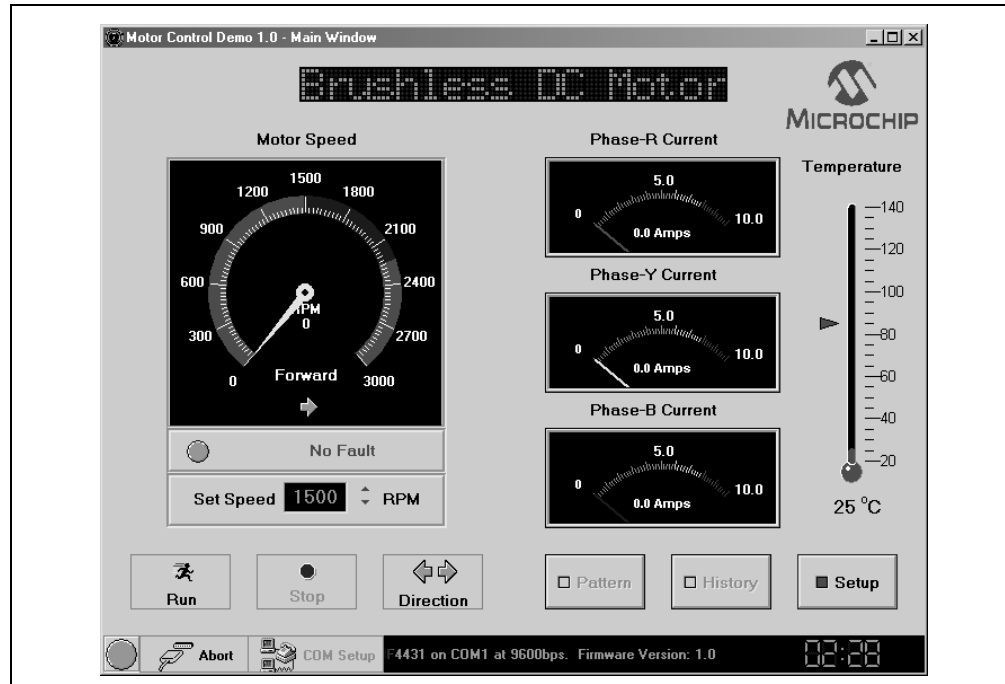 Motor Control Demo 1.0 - Main Window
Brushless DC Motor
MICROCHIP
Motor Speed
0
300
600
900
1200
1500
1800
2100
2400
2700
3000
RPM
0
Forward
No Fault
Set Speed 1500 RPM
Phase-R Current
0
5.0
10.0
0.0 Amps
Phase-Y Current
0
5.0
10.0
0.0 Amps
Phase-B Current
0
5.0
10.0
0.0 Amps
Temperature
140
120
100
80
60
40
20
25 °C
Run
Stop
Direction
Pattern
History
Setup
Abort
COM Setup
F4431 on COM1 at 9600bps. Firmware Version: 1.0
02:28